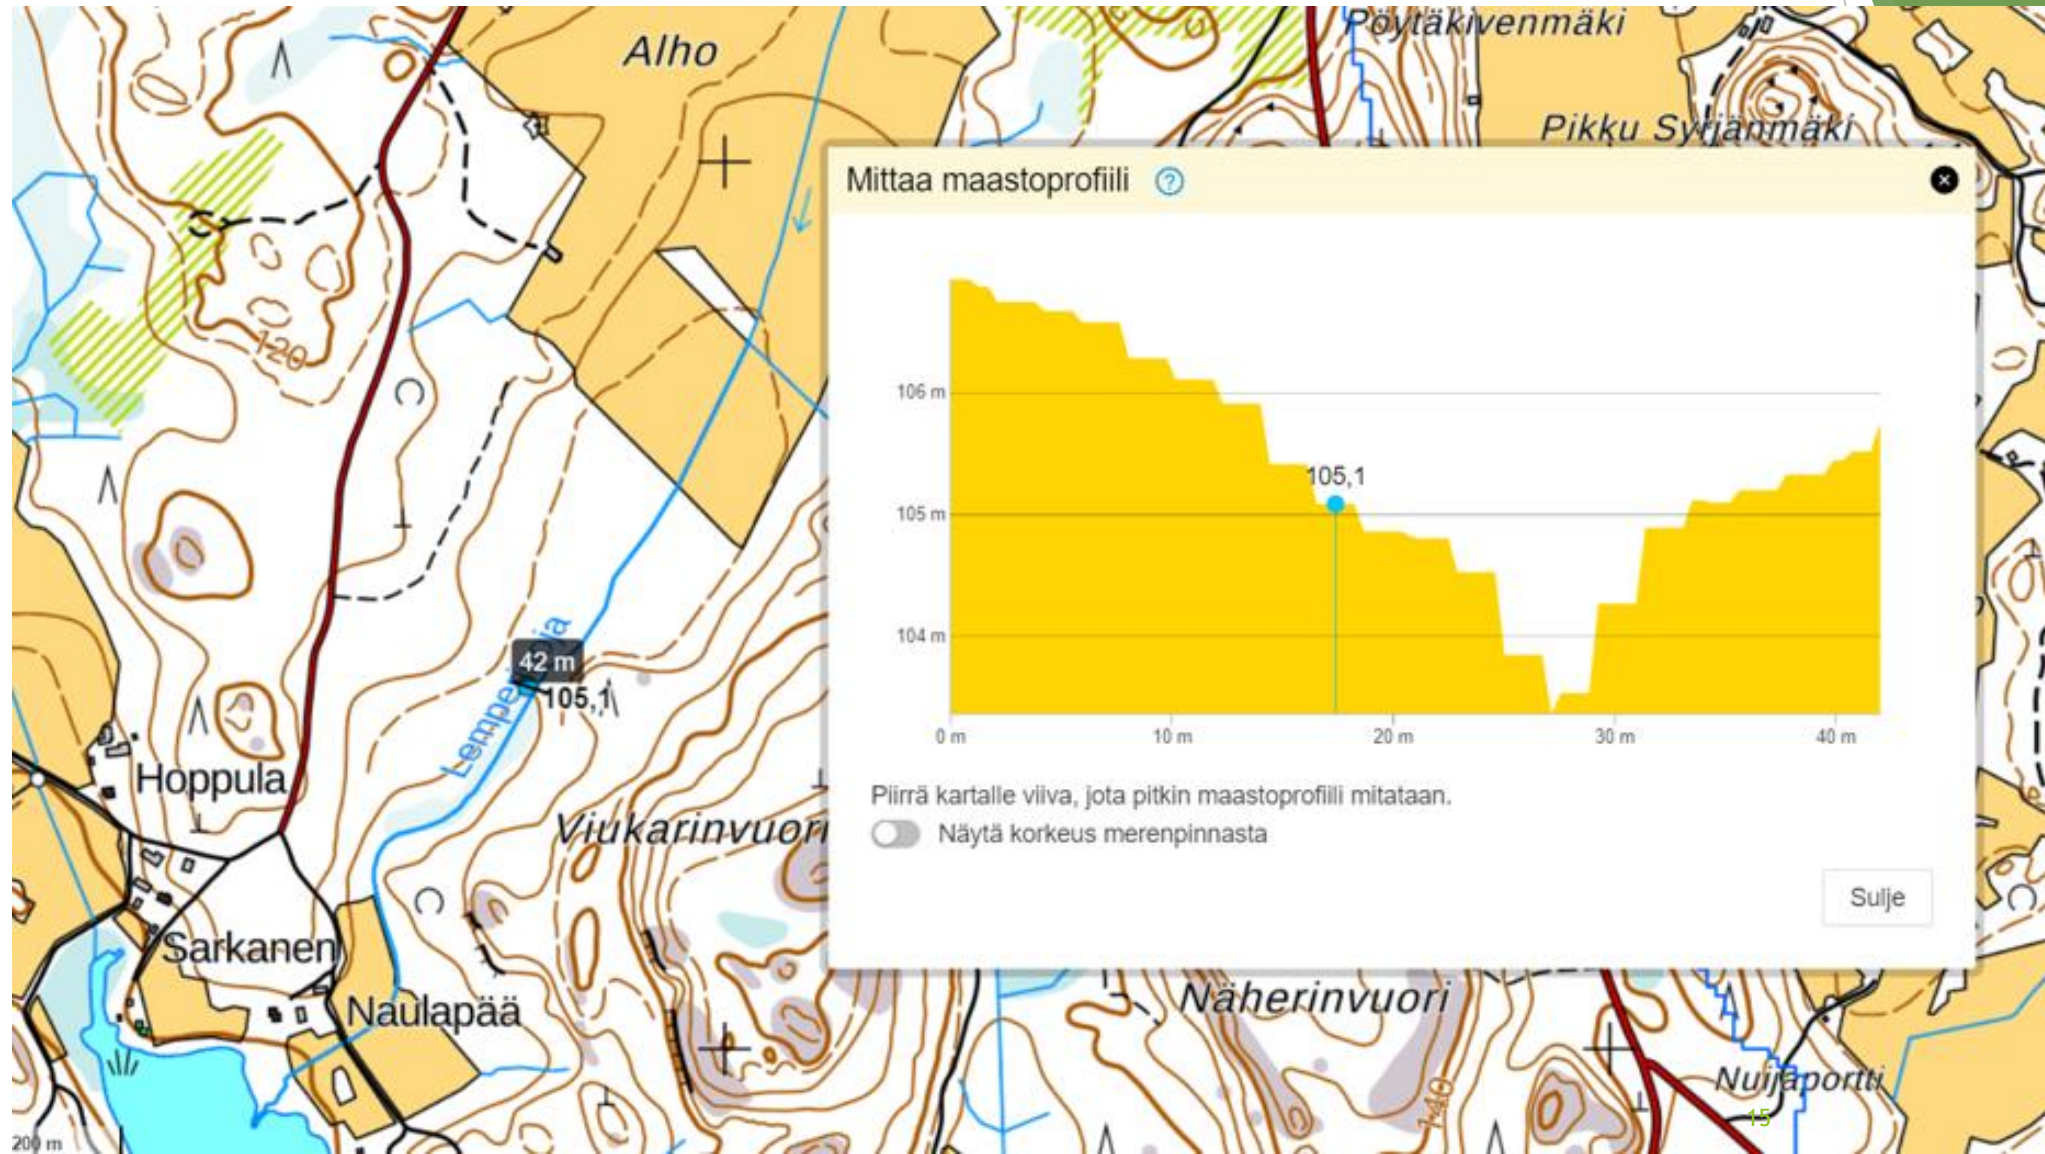 Pöytäkivenmäki
Alho
Pikku Syrjänmäki
Mittaa maastoprofiili ?
120
106 m
105,1
105 m
42 m
105,1
104 m
0 m 10 m 20 m 30 m 40 m
Hoppula
Piirrä kartalle viiva, jota pitkin maastoprofiili mitataan.
Viukarinvuori
Näytä korkeus merenpinnasta
Sulje
Sarkanen
Naulapää
Näherinvuori
Nuijaportti
140
15
200 m